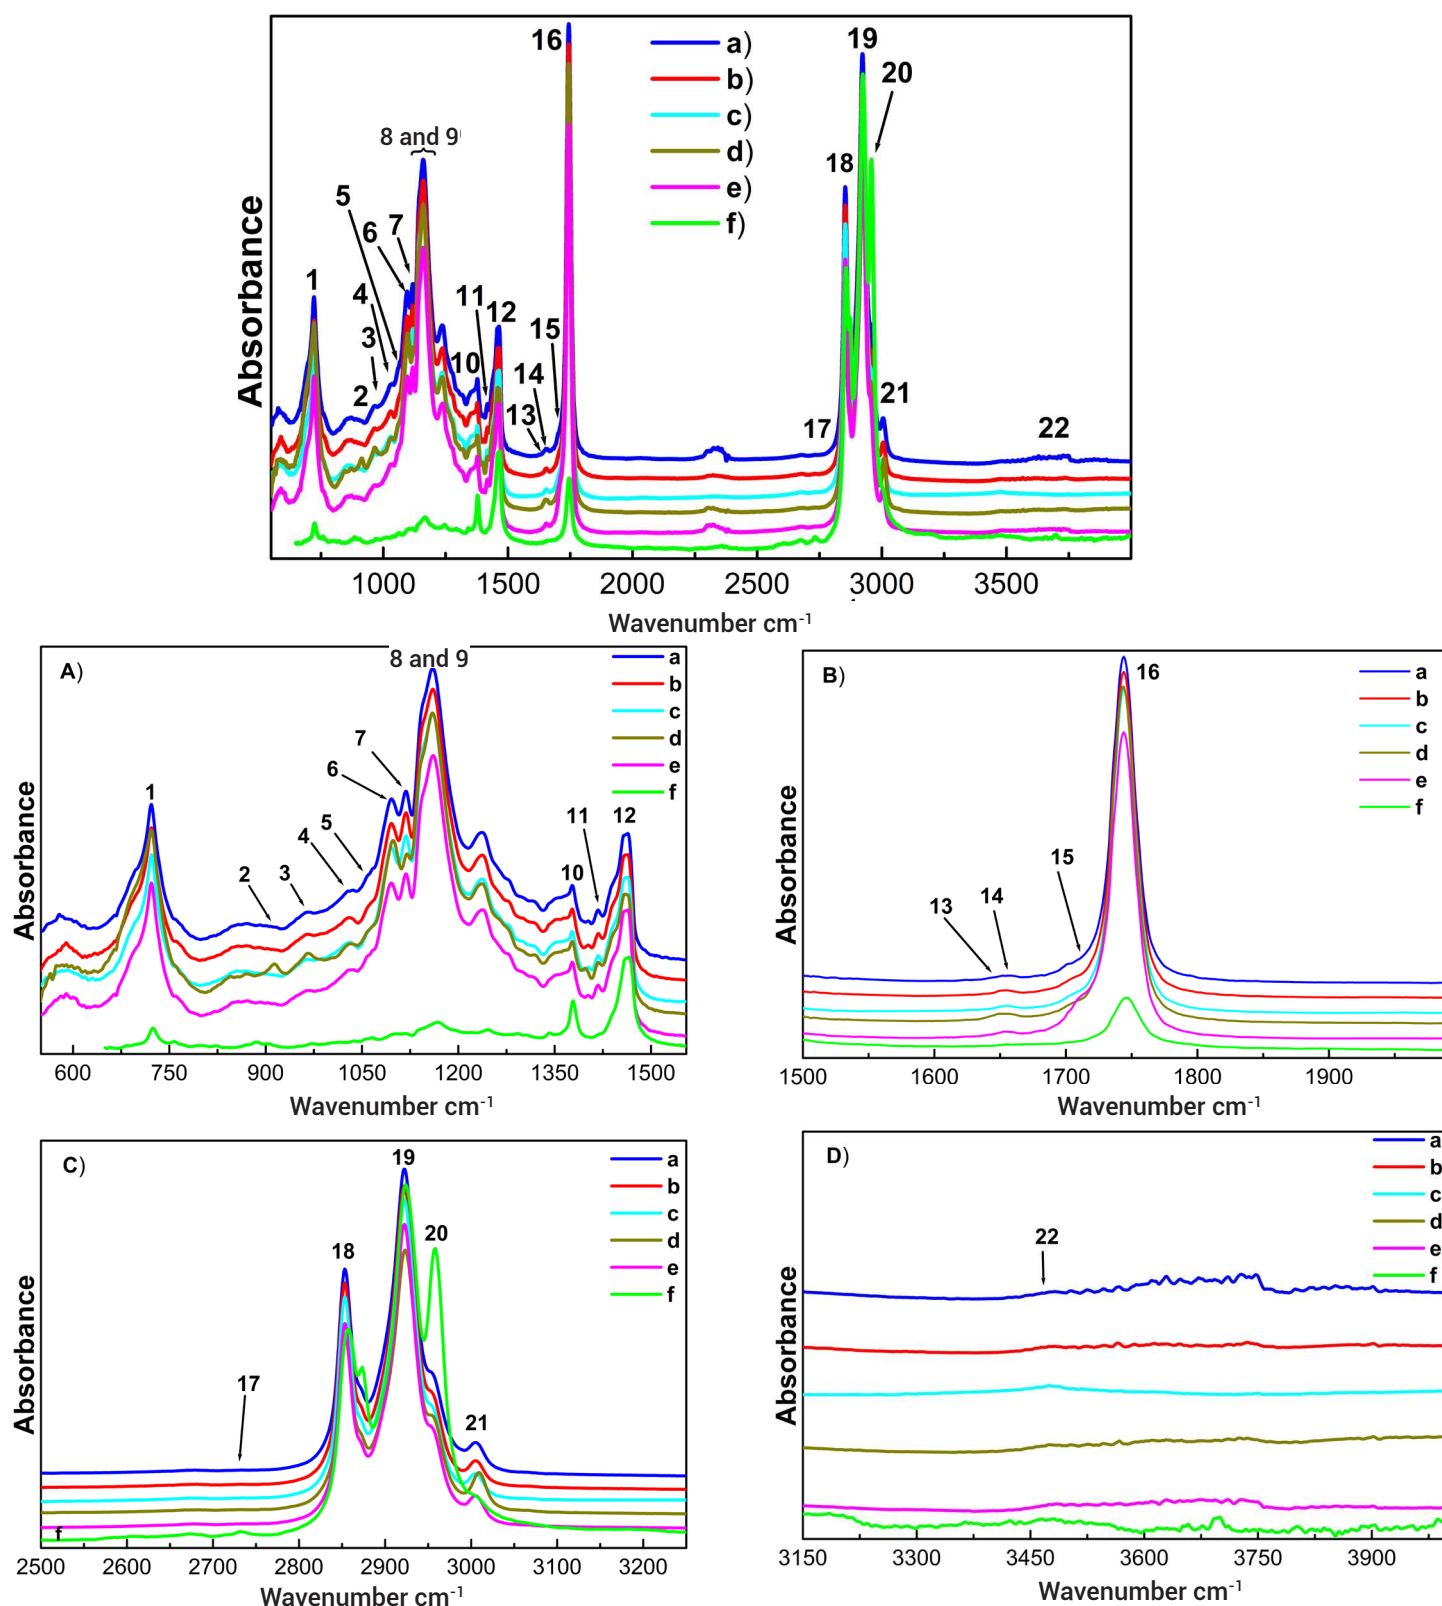 16
19
a)
b)
20
c)
8 and 9
d)
18
e)
5
f)
7
6
Absorbance
1
11
12
4
15
3
10
14
21
2
13
17
22
1000 1500 2000 2500 3000 3500
Wavenumber cm-1
A)
8 and 9
a
b
c
d
e
f
7
6
1
11
12
5
4
10
2
3
Absorbance
600 750 900 1050 1200 1350 1500
Wavenumber cm-1
B)
16
a
b
c
d
e
f
15
14
13
Absorbance
1500 1600 1700 1800 1900
Wavenumber cm-1
C)
19
a
b
c
d
e
f
20
18
17
21
Absorbance
f
2500 2600 2700 2800 2900 3000 3100 3200
Wavenumber cm-1
D)
a
b
c
d
e
f
22
Absorbance
3150 3300 3450 3600 3750 3900
Wavenumber cm-1